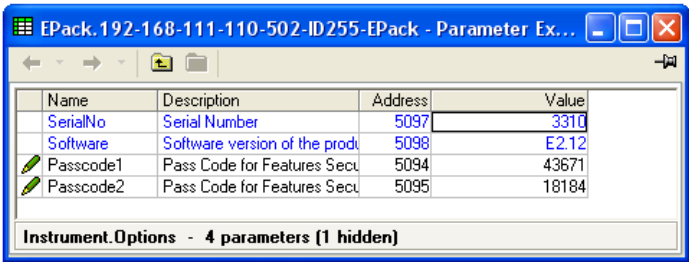 EPack.192-168-111-110-502-ID255-EPack - Parameter Ex...
Name Description Address Value
SerialNo Serial Number 5097 3310
Software Software version of the produ 5098 E2.12
Passcode1 Pass Code for Features Secu 5094 43671
Passcode2 Pass Code for Features Secu 5095 18184
Instrument.Options - 4 parameters (1 hidden)